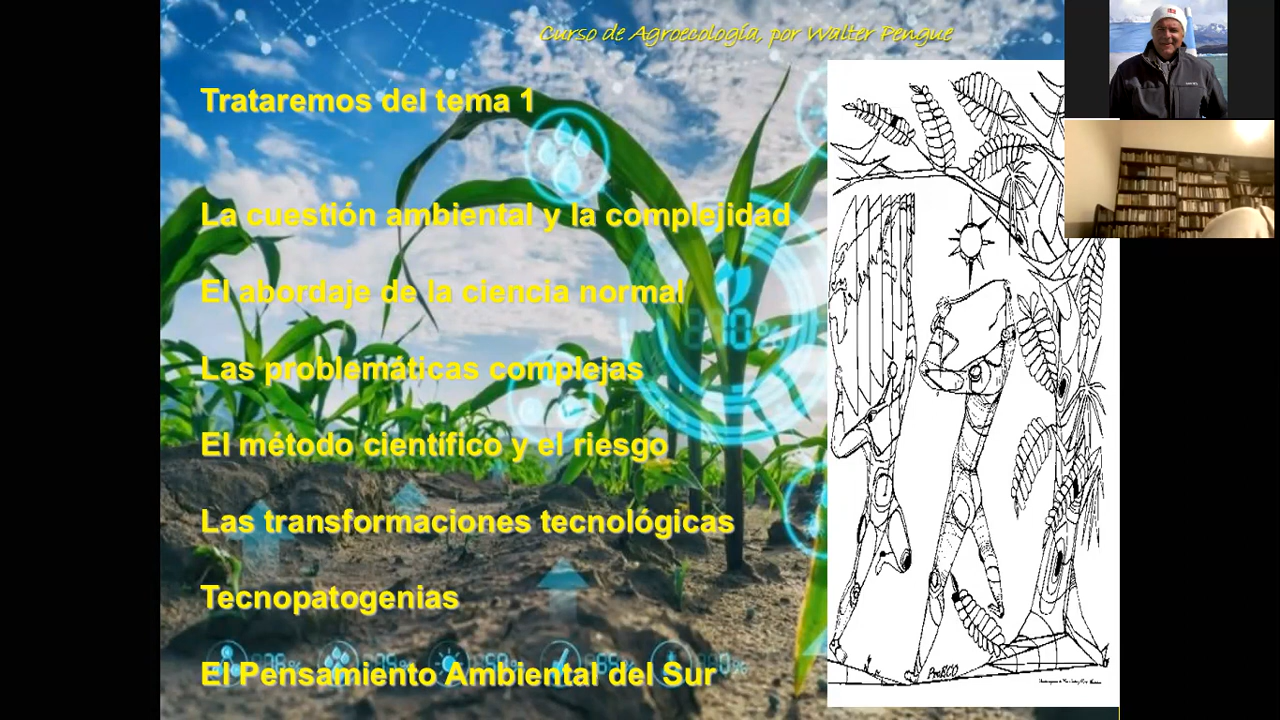 Curso de Agroecología, por Walter Pengue
Trataremos del tema 1
La cuestión ambiental y la complejidad
El abordaje de la ciencia normal
Las problemáticas complejas
El método científico y el riesgo
Las transformaciones tecnológicas
Tecnopatogenias
El Pensamiento Ambiental del Sur